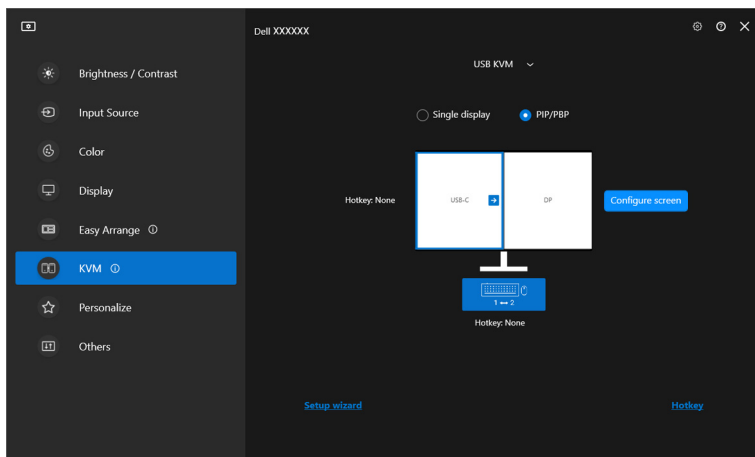 Dell XXXXXX
Brightness / Contrast
Input Source
Color
Display
Easy Arrange
KVM
Personalize
Others
USB KVM
Single display
PIP/PBP
Hotkey: None
USB-C
DP
Configure screen
1 ↔ 2
Hotkey: None
Setup wizard
Hotkey